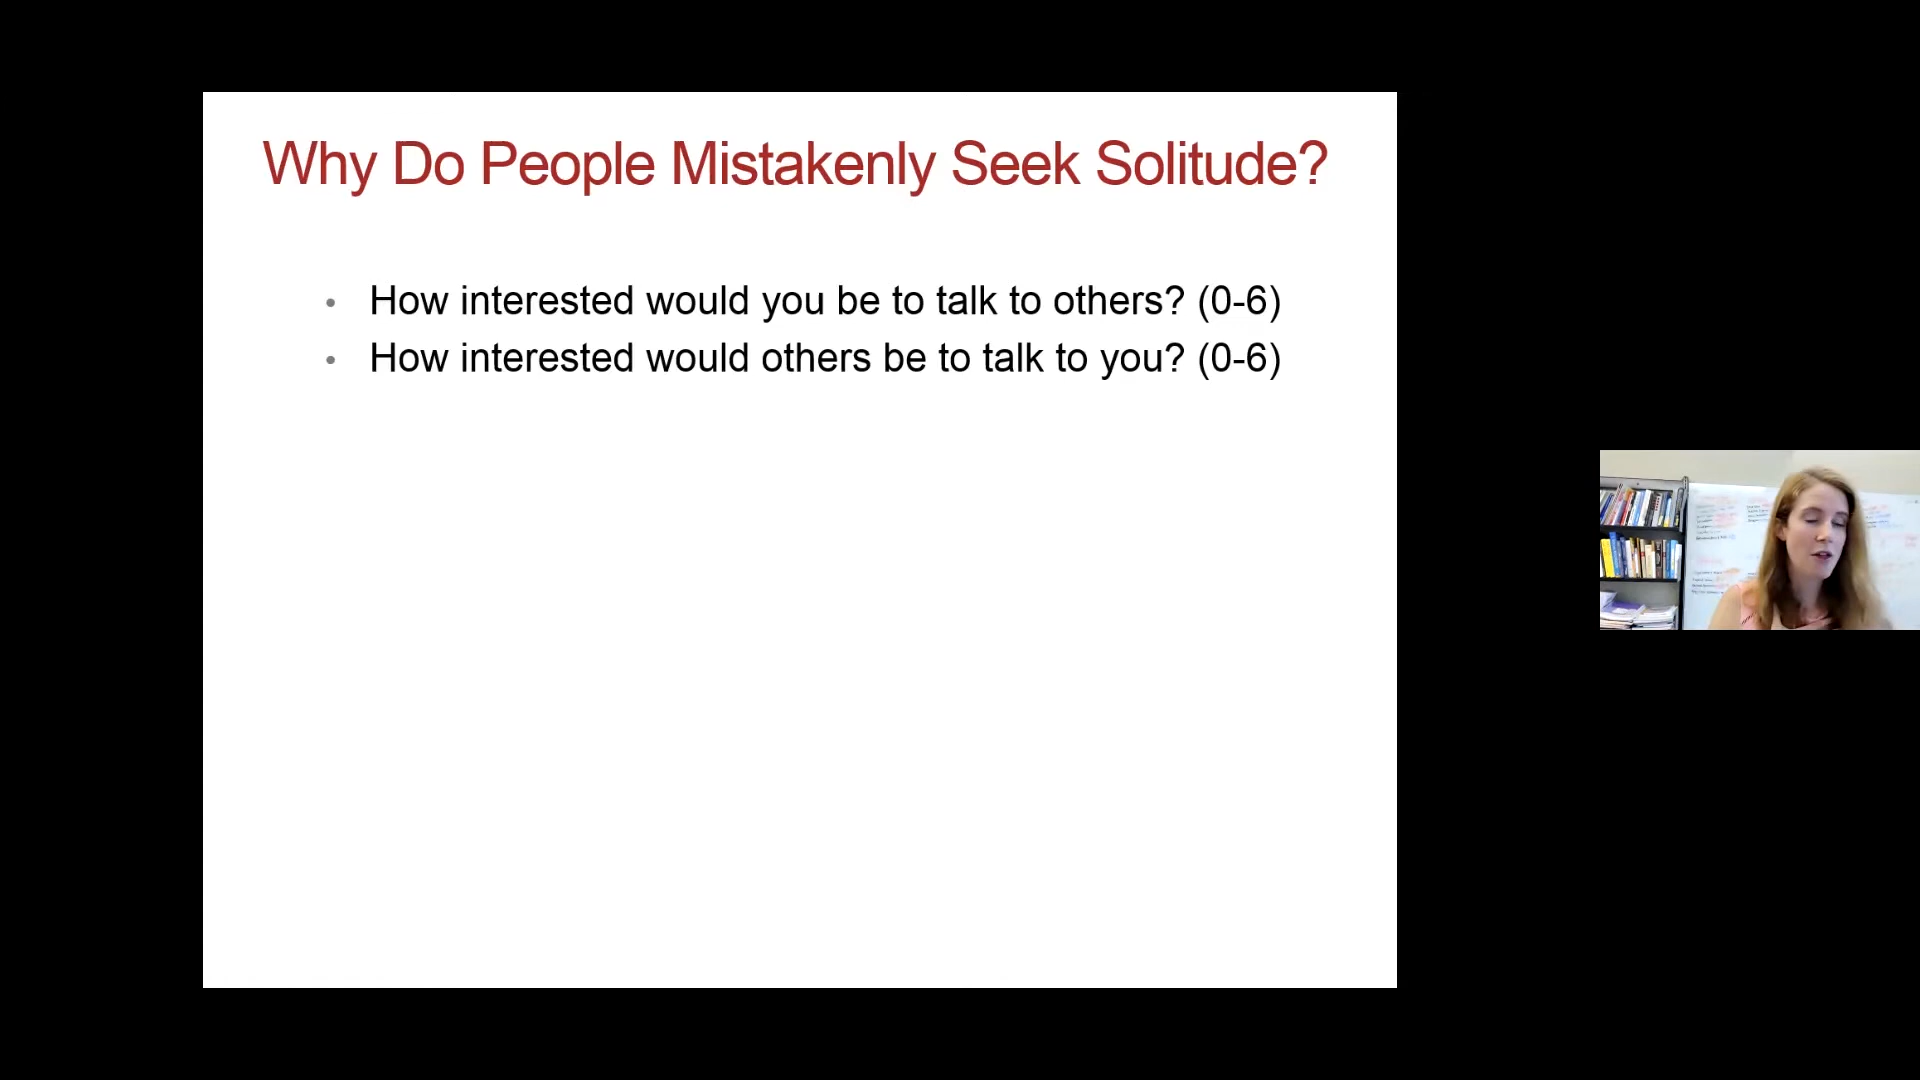 Why Do People Mistakenly Seek Solitude?
• How interested would you be to talk to others? (0-6)
• How interested would others be to talk to you? (0-6)